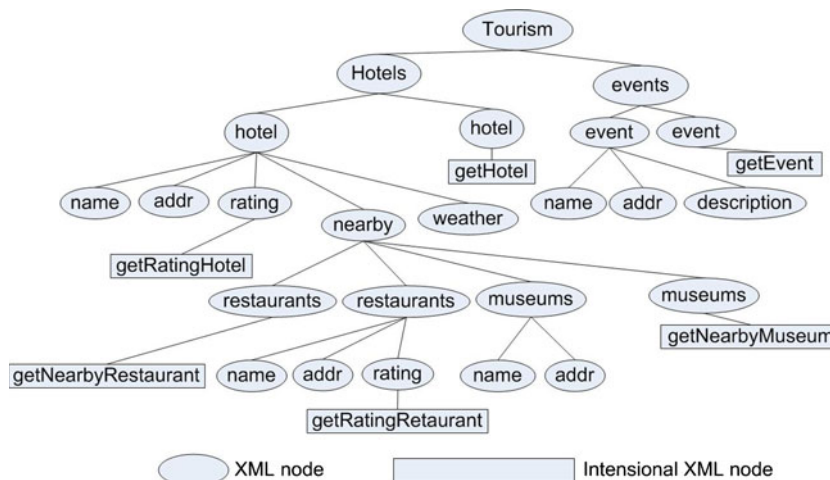 Tourism
Hotels
events
hotel
hotel
event
event
getHotel
getEvent
name
addr
rating
nearby
weather
name
addr
description
getRatingHotel
restaurants
restaurants
museums
museums
getNearbyMuseum
getNearbyRestaurant
name
addr
rating
name
addr
getRatingRetaurant
XML node
Intensional XML node